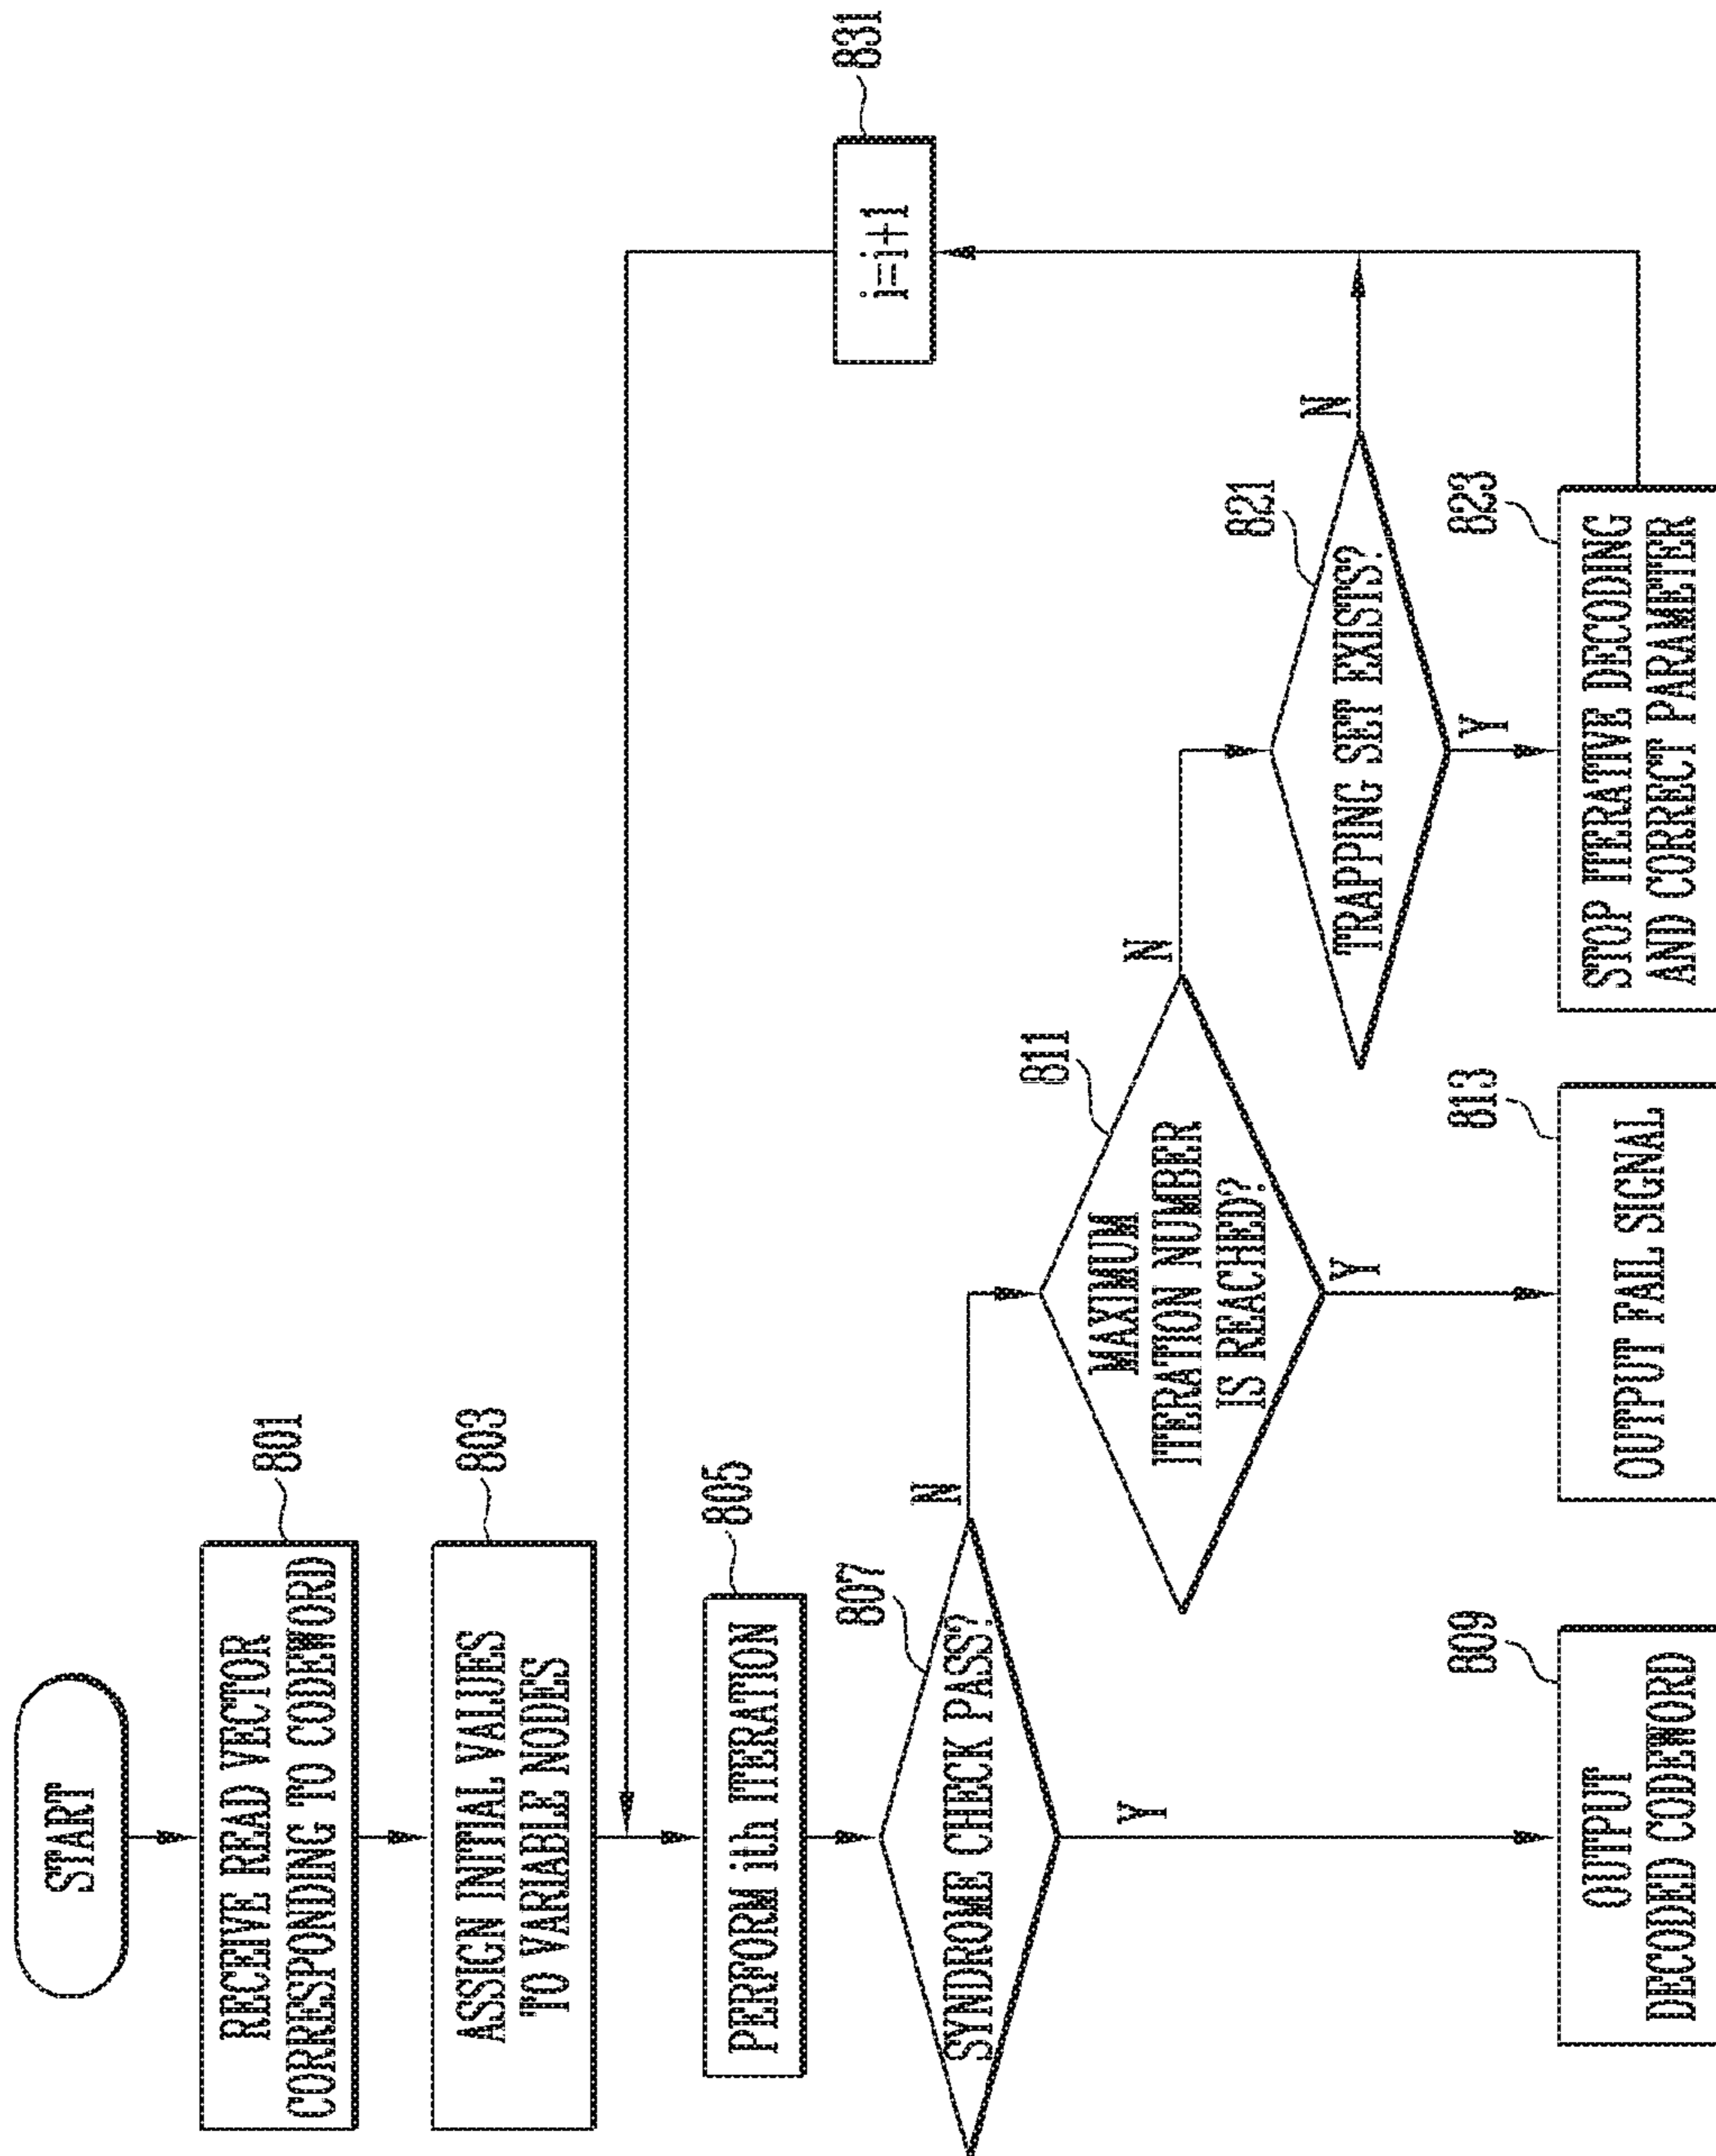 START
801
RECEIVE READ VECTOR
CORRESPONDING TO CODEWORD
803
ASSIGN INITIAL VALUES
TO VARIABLE NODES
831
i=i+1
805
PERFORM ith ITERATION
807
SYNDROME CHECK PASS?
N
Y
811
MAXIMUM
ITERATION NUMBER
IS REACHED?
N
Y
821
TRAPPING SET EXISTS?
N
Y
809
OUTPUT
DECODED CODEWORD
813
OUTPUT FAIL SIGNAL
823
STOP ITERATIVE DECODING
AND CORRECT PARAMETER